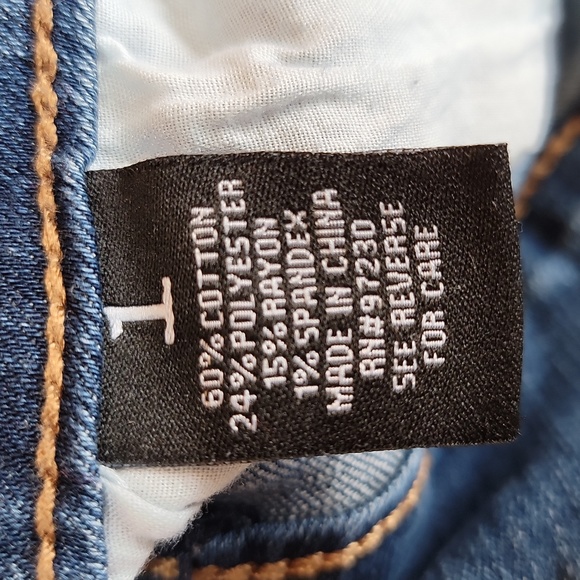 1
60% COTTON
24% POLYESTER
15% RAYON
1% SPANDEX
MADE IN CHINA
RN#97230
SEE REVERSE
FOR CARE